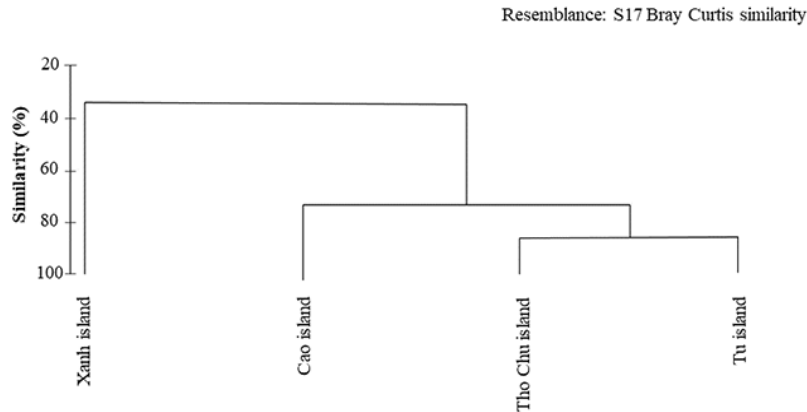 Resemblance: S17 Bray Curtis similarity
Similarity (%)
20
40
60
80
100
Xanh island
Cao island
Tho Chu island
Tu island